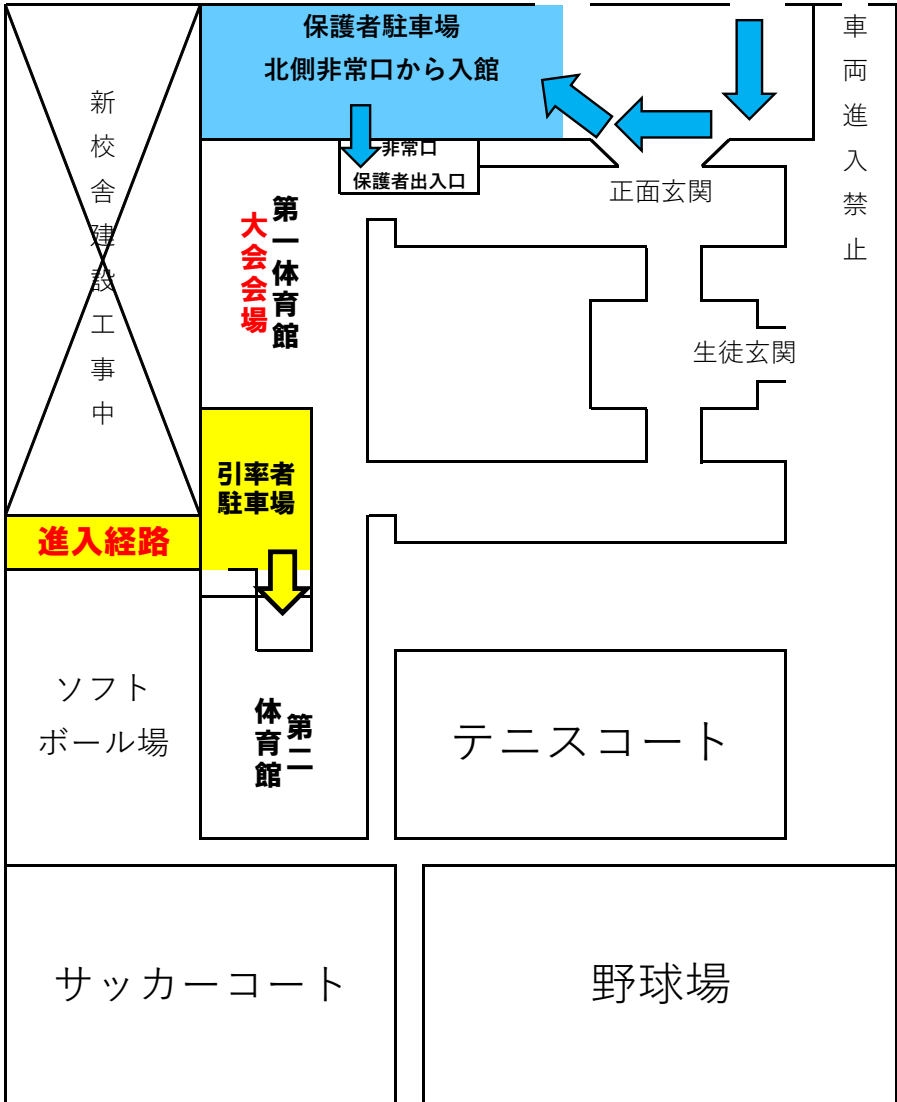 保護者駐車場
北側非常口から入館
車両進入禁止
新校舎建設工事中
非常口
保護者出入口
正面玄関
第一体育館
大会会場
生徒玄関
引率者
駐車場
進入経路
ソフト
ボール場
第二
体育館
テニスコート
サッカーコート
野球場